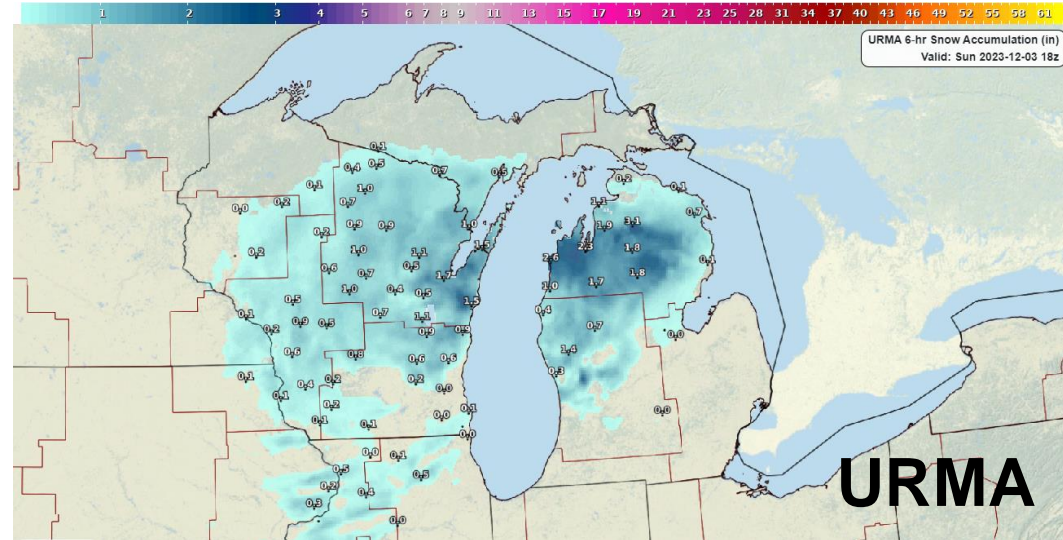 1 2 3 4 5 6 7 8 9 11 13 15 17 19 21 23 25 28 31 34 37 40 43 46 49 52 55 58 61
URMA 6-hr Snow Accumulation (in)
Valid: Sun 2023-12-03 18z
0.1
0.4 0.5 0.7 0.5 0.2
0.1 1.0 0.1
0.0 0.2 0.7 1.1 0.7
0.2 0.9 0.9 1.0 1.9 3.1
0.2 1.0 1.1 1.5 2.3 1.8
0.6 0.7 0.5 1.7 2.6 1.8 0.1
1.0 0.4 0.5 1.0 1.7
0.5 1.5
0.1 0.9 0.5 0.7 1.1 0.4
0.2 0.9 0.9 0.7 0.0
0.6 0.8 0.6 0.6 1.4
0.1 0.4 0.2 0.2 0.0 0.3
0.1 0.2 0.0 0.1 0.0
0.1 0.1 0.0
0.0 0.1
0.5 0.5
0.2 0.4
0.3 0.0
URMA